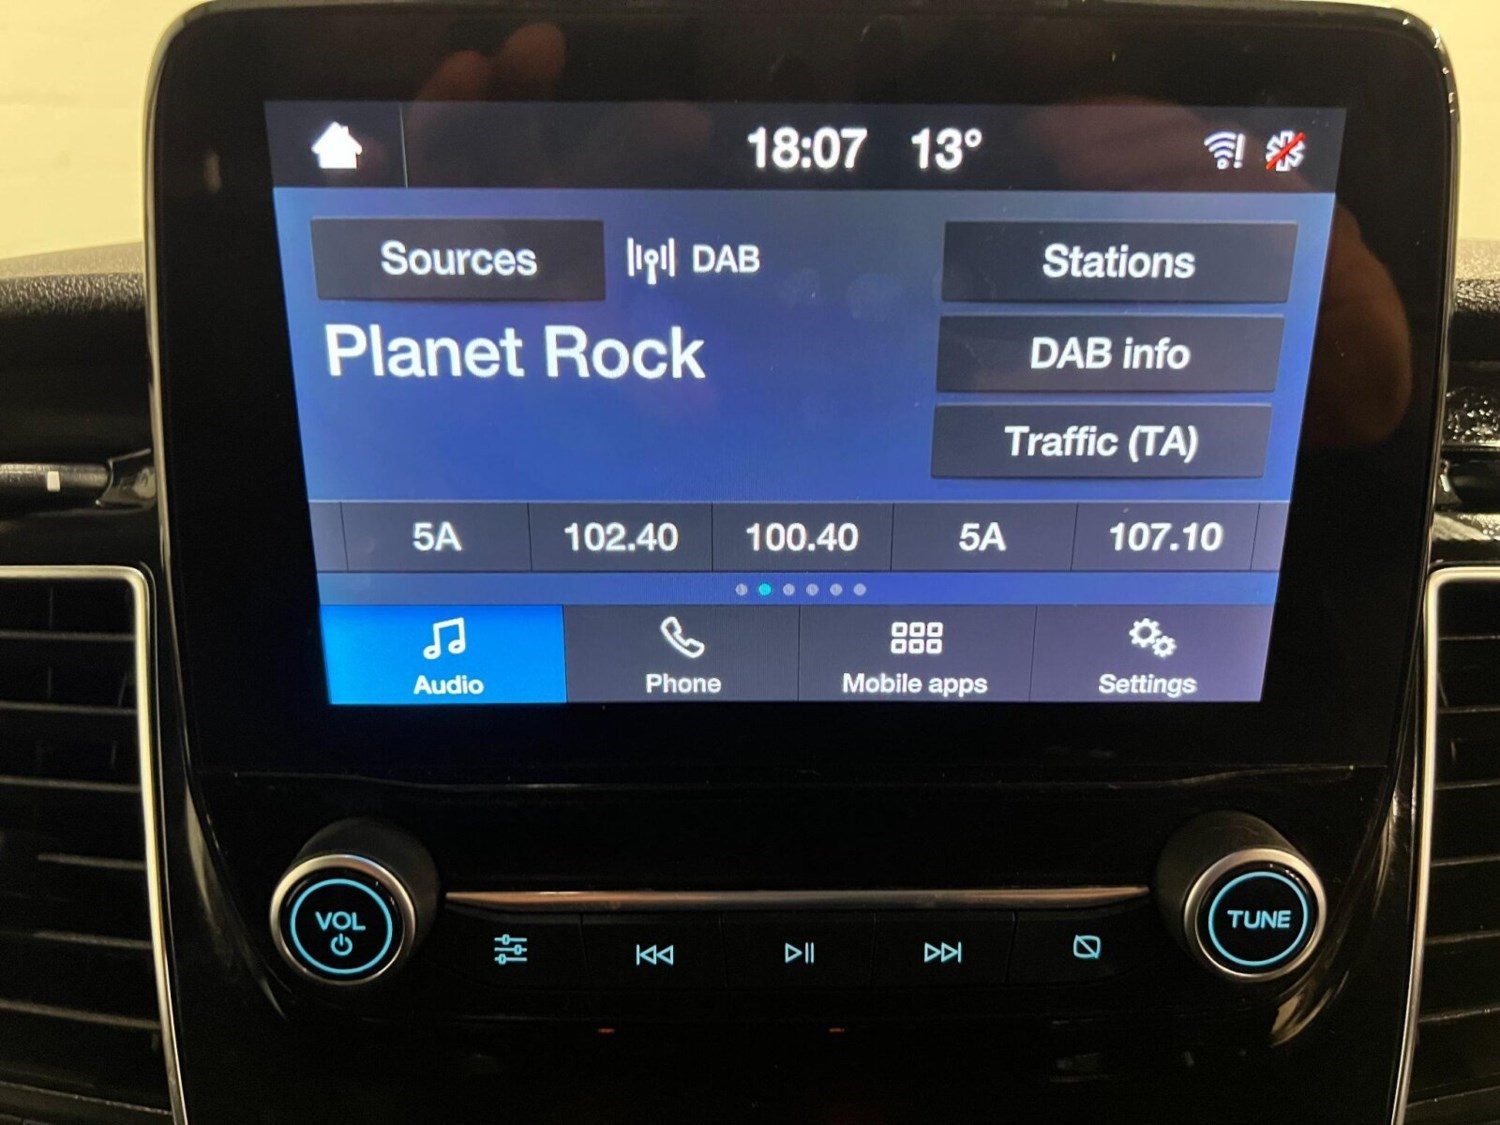 18:07 13°
Sources DAB Stations
Planet Rock DAB info
Traffic (TA)
5A 102.40 100.40 5A 107.10
Audio Phone Mobile apps Settings
VOL TUNE